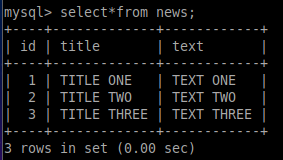 mysql> select*from news;
+----+-------------+------------+
| id | title       | text       |
+----+-------------+------------+
|  1 | TITLE ONE   | TEXT ONE   |
|  2 | TITLE TWO   | TEXT TWO   |
|  3 | TITLE THREE | TEXT THREE |
+----+-------------+------------+
3 rows in set (0.00 sec)